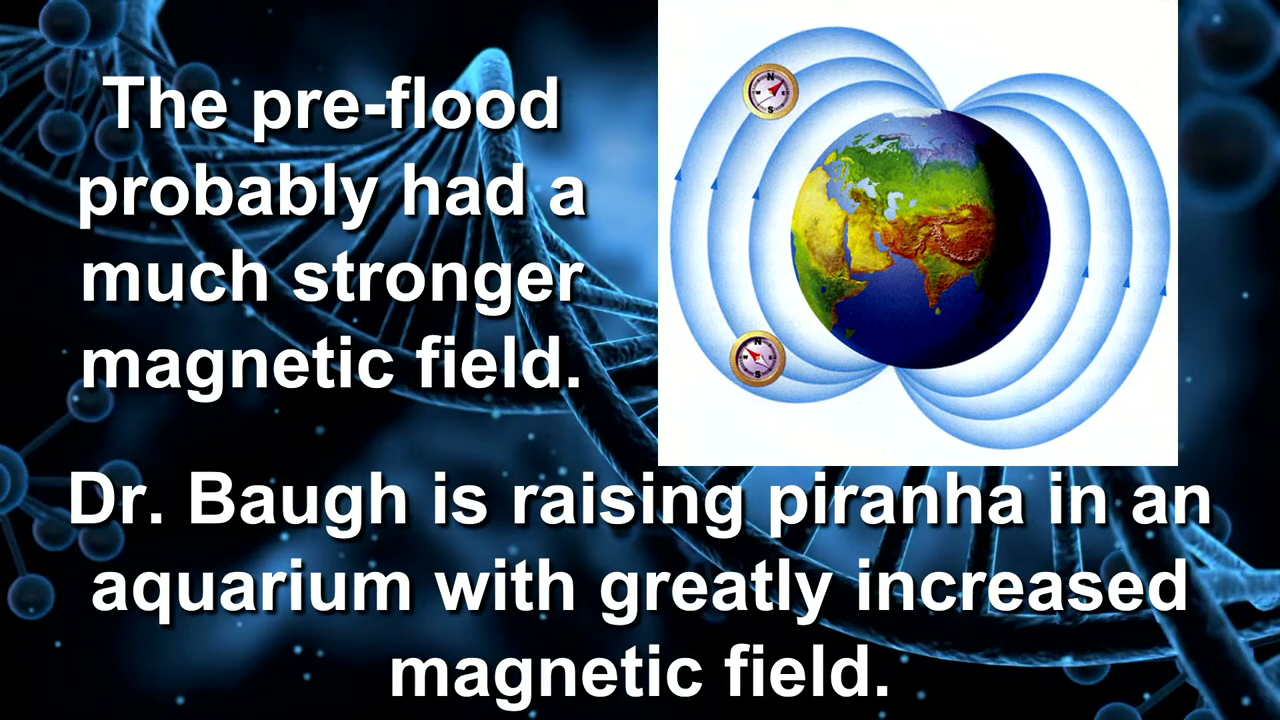 The pre-flood
probably had a
much stronger
magnetic field.
Dr. Baugh is raising piranha in an
aquarium with greatly increased
magnetic field.